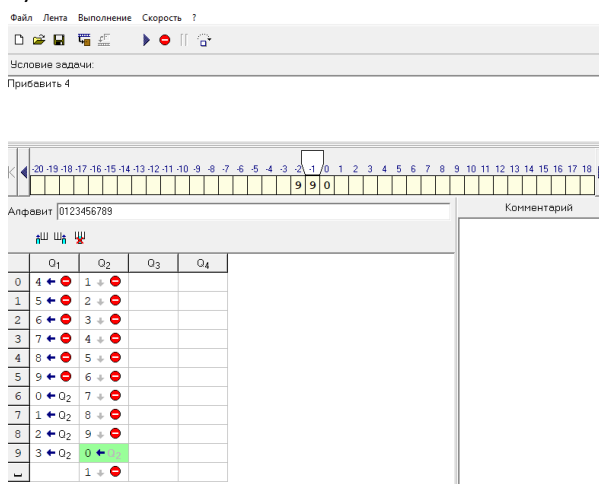 Файл Лента Выполнение Скорость ?
Условие задачи:
Прибавить 4
-20 -19 -18 -17 -16 -15 -14 -13 -12 -11 -10 -9 -8 -7 -6 -5 -4 -3 -2 -1 0 1 2 3 4 5 6 7 8 9 10 11 12 13 14 15 16 17 18
9 9 0
Алфавит 0123456789
Комментарий
Q1 Q2 Q3 Q4
0 4 ← 1 ↓
1 5 ← 2 ↓
2 6 ← 3 ↓
3 7 ← 4 ↓
4 8 ← 5 ↓
5 9 ← 6 ↓
6 0 ← Q2 7 ↓
7 1 ← Q2 8 ↓
8 2 ← Q2 9 ↓
9 3 ← Q2 0 ← Q2
␣ 1 ↓